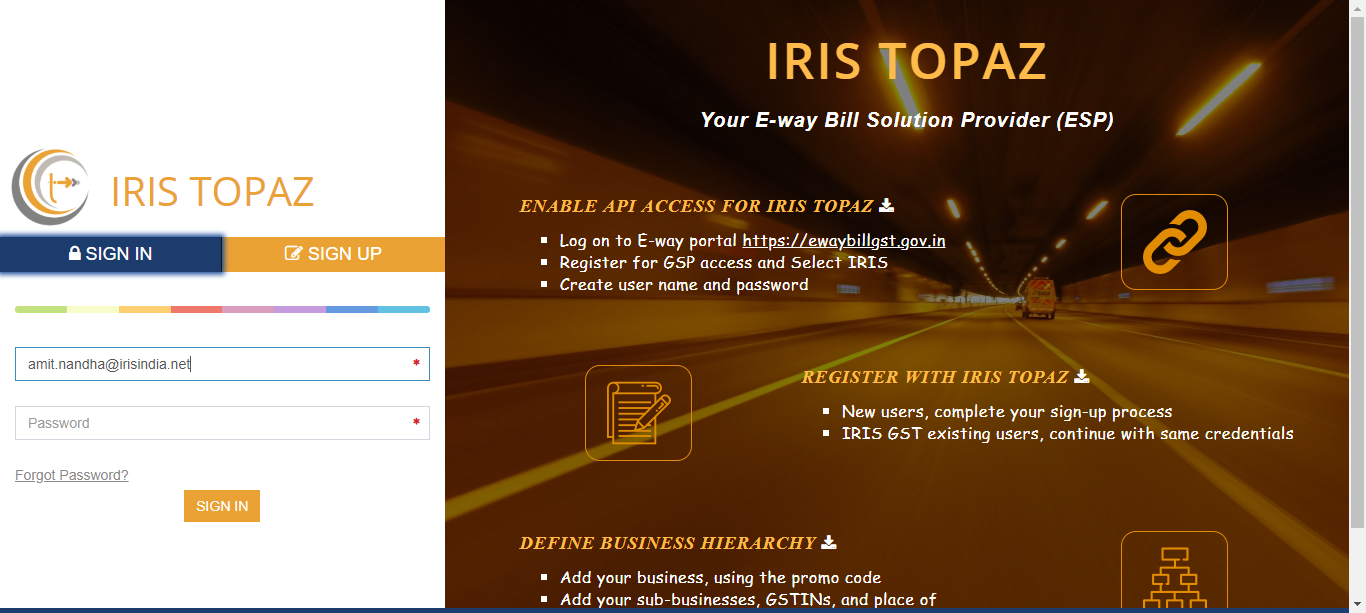 IRIS TOPAZ
SIGN IN
SIGN UP
amit.nandha@irisindia.net *
Password *
Forgot Password?
SIGN IN
IRIS TOPAZ
Your E-way Bill Solution Provider (ESP)
ENABLE API ACCESS FOR IRIS TOPAZ
Log on to E-way portal https://ewaybillgst.gov.in
Register for GSP access and Select IRIS
Create user name and password
REGISTER WITH IRIS TOPAZ
New users, complete your sign-up process
IRIS GST existing users, continue with same credentials
DEFINE BUSINESS HIERARCHY
Add your business, using the promo code
Add your sub-businesses, GSTINs, and place of